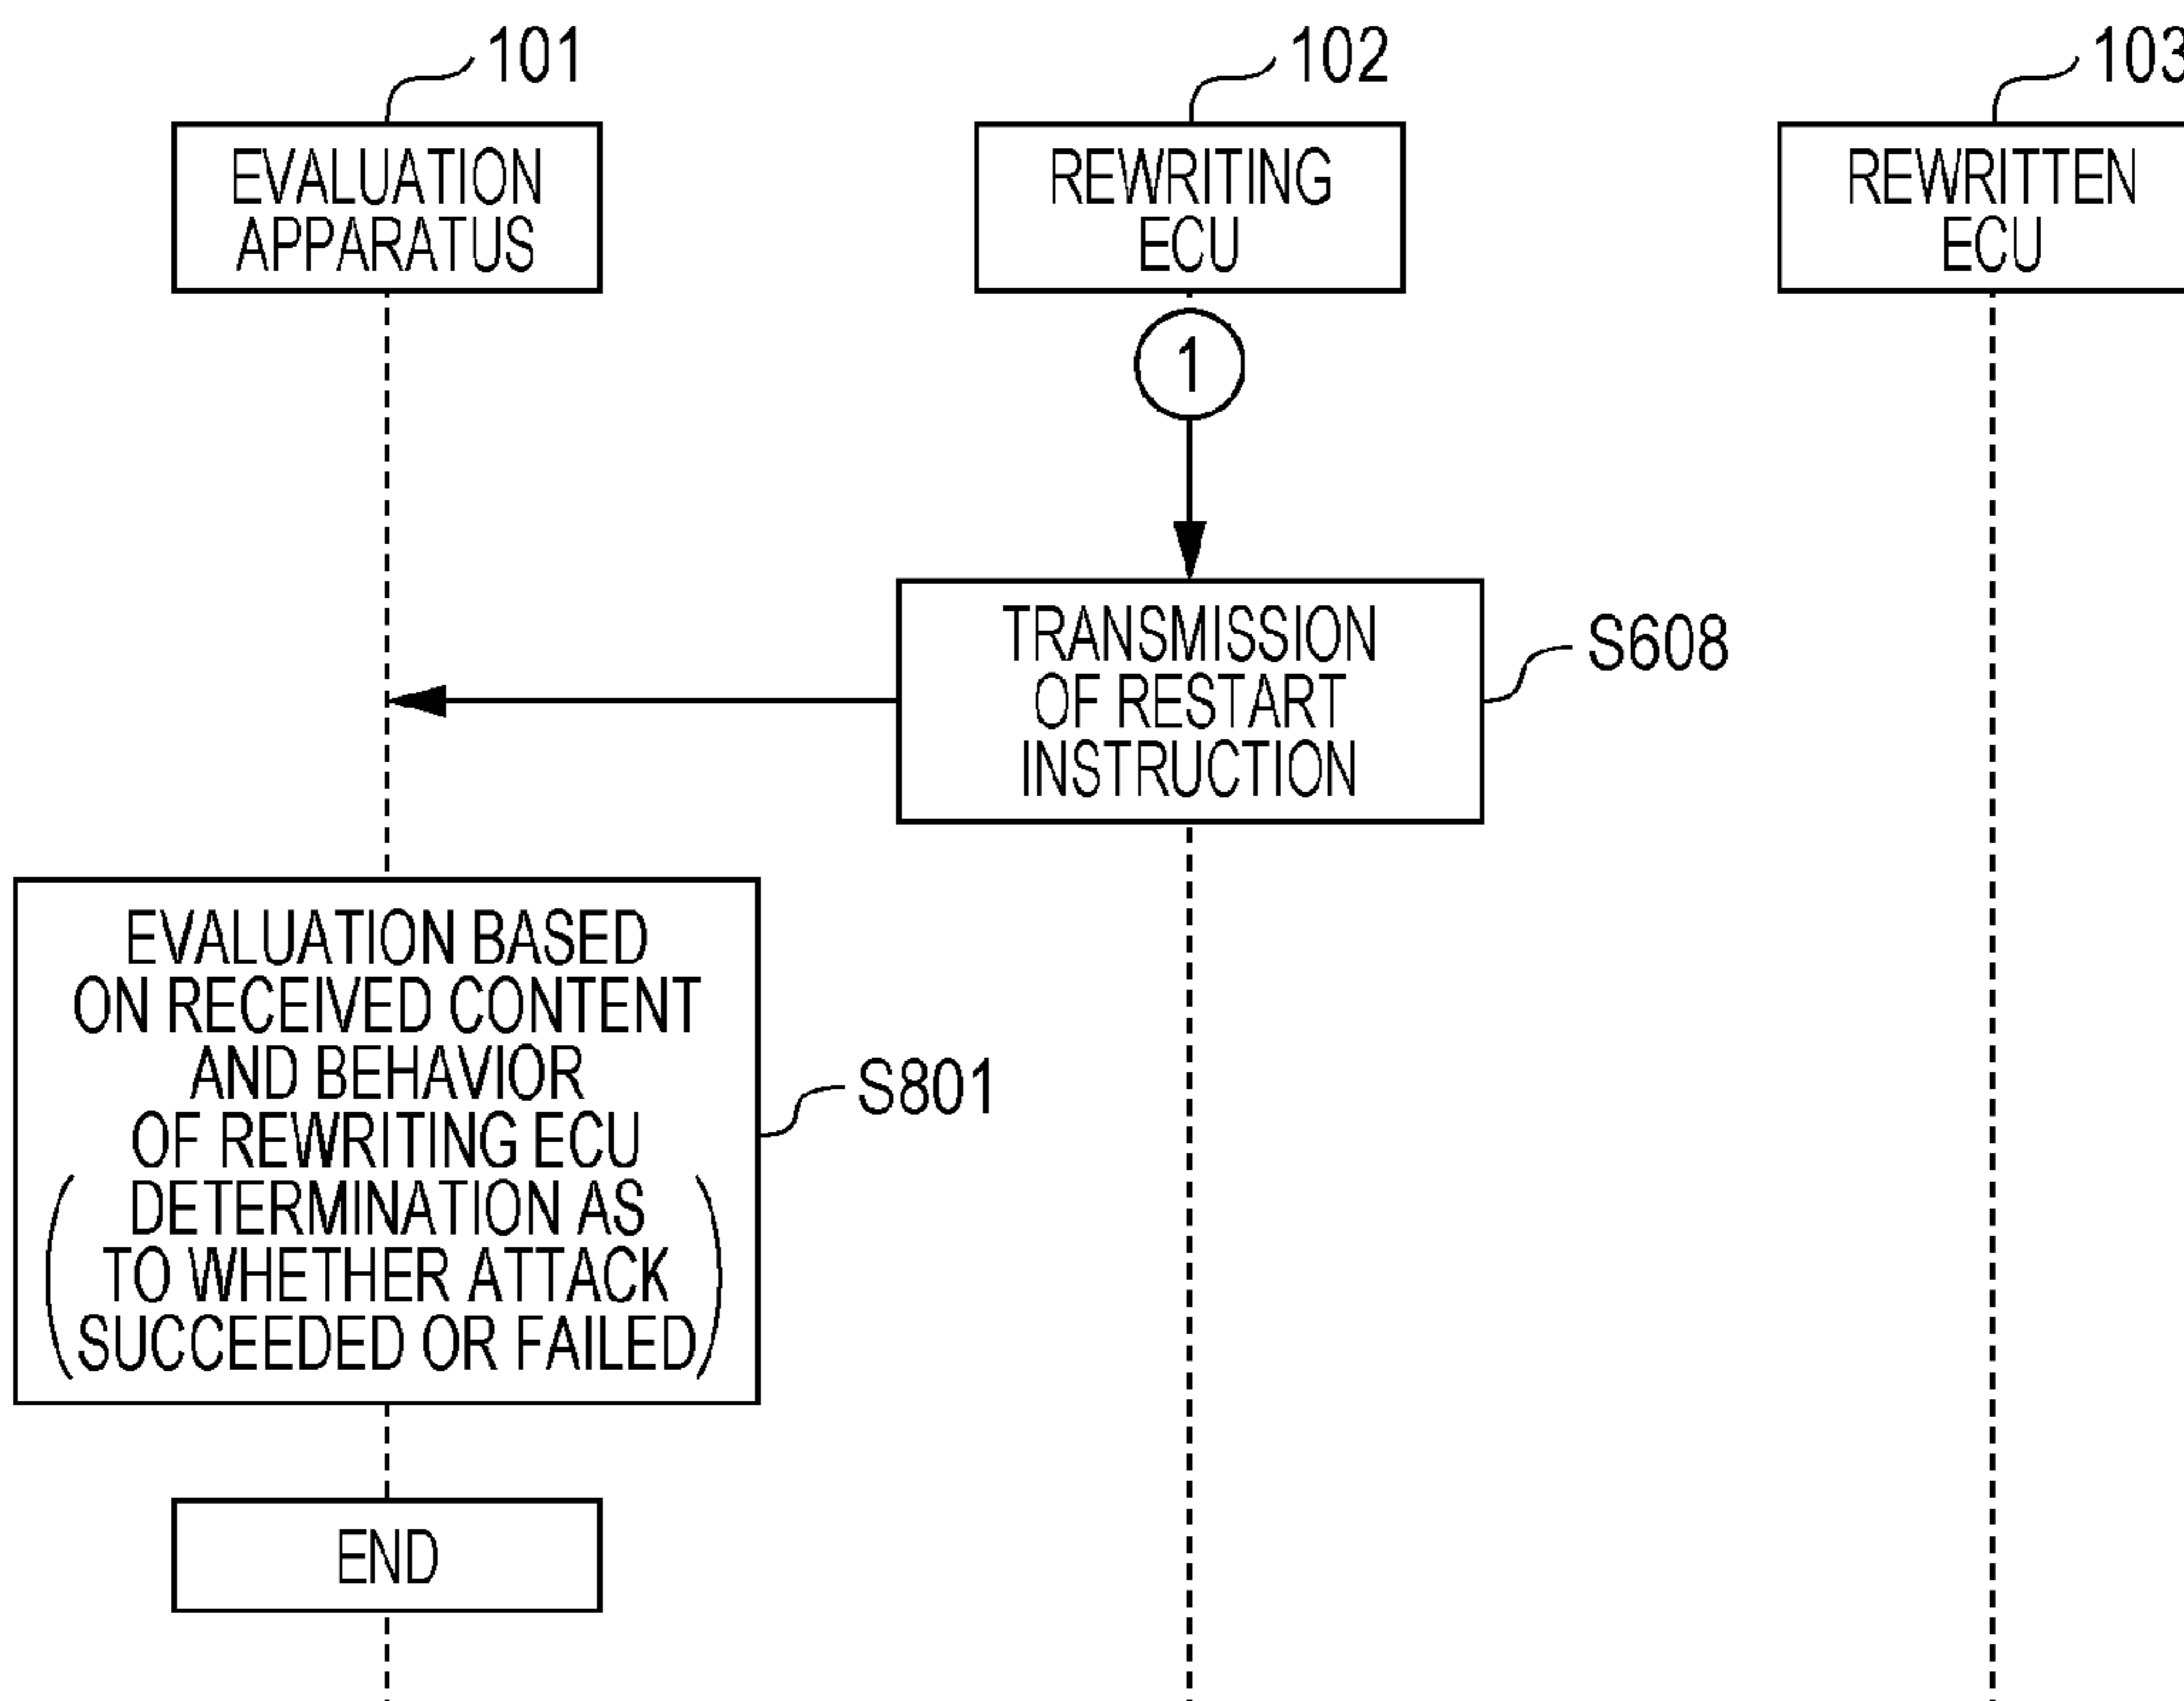 101
102
103
EVALUATION
APPARATUS
REWRITING
ECU
REWRITTEN
ECU
1
TRANSMISSION
OF RESTART
INSTRUCTION
S608
EVALUATION BASED
ON RECEIVED CONTENT
AND BEHAVIOR
OF REWRITING ECU
(DETERMINATION AS
TO WHETHER ATTACK
SUCCEEDED OR FAILED)
S801
END